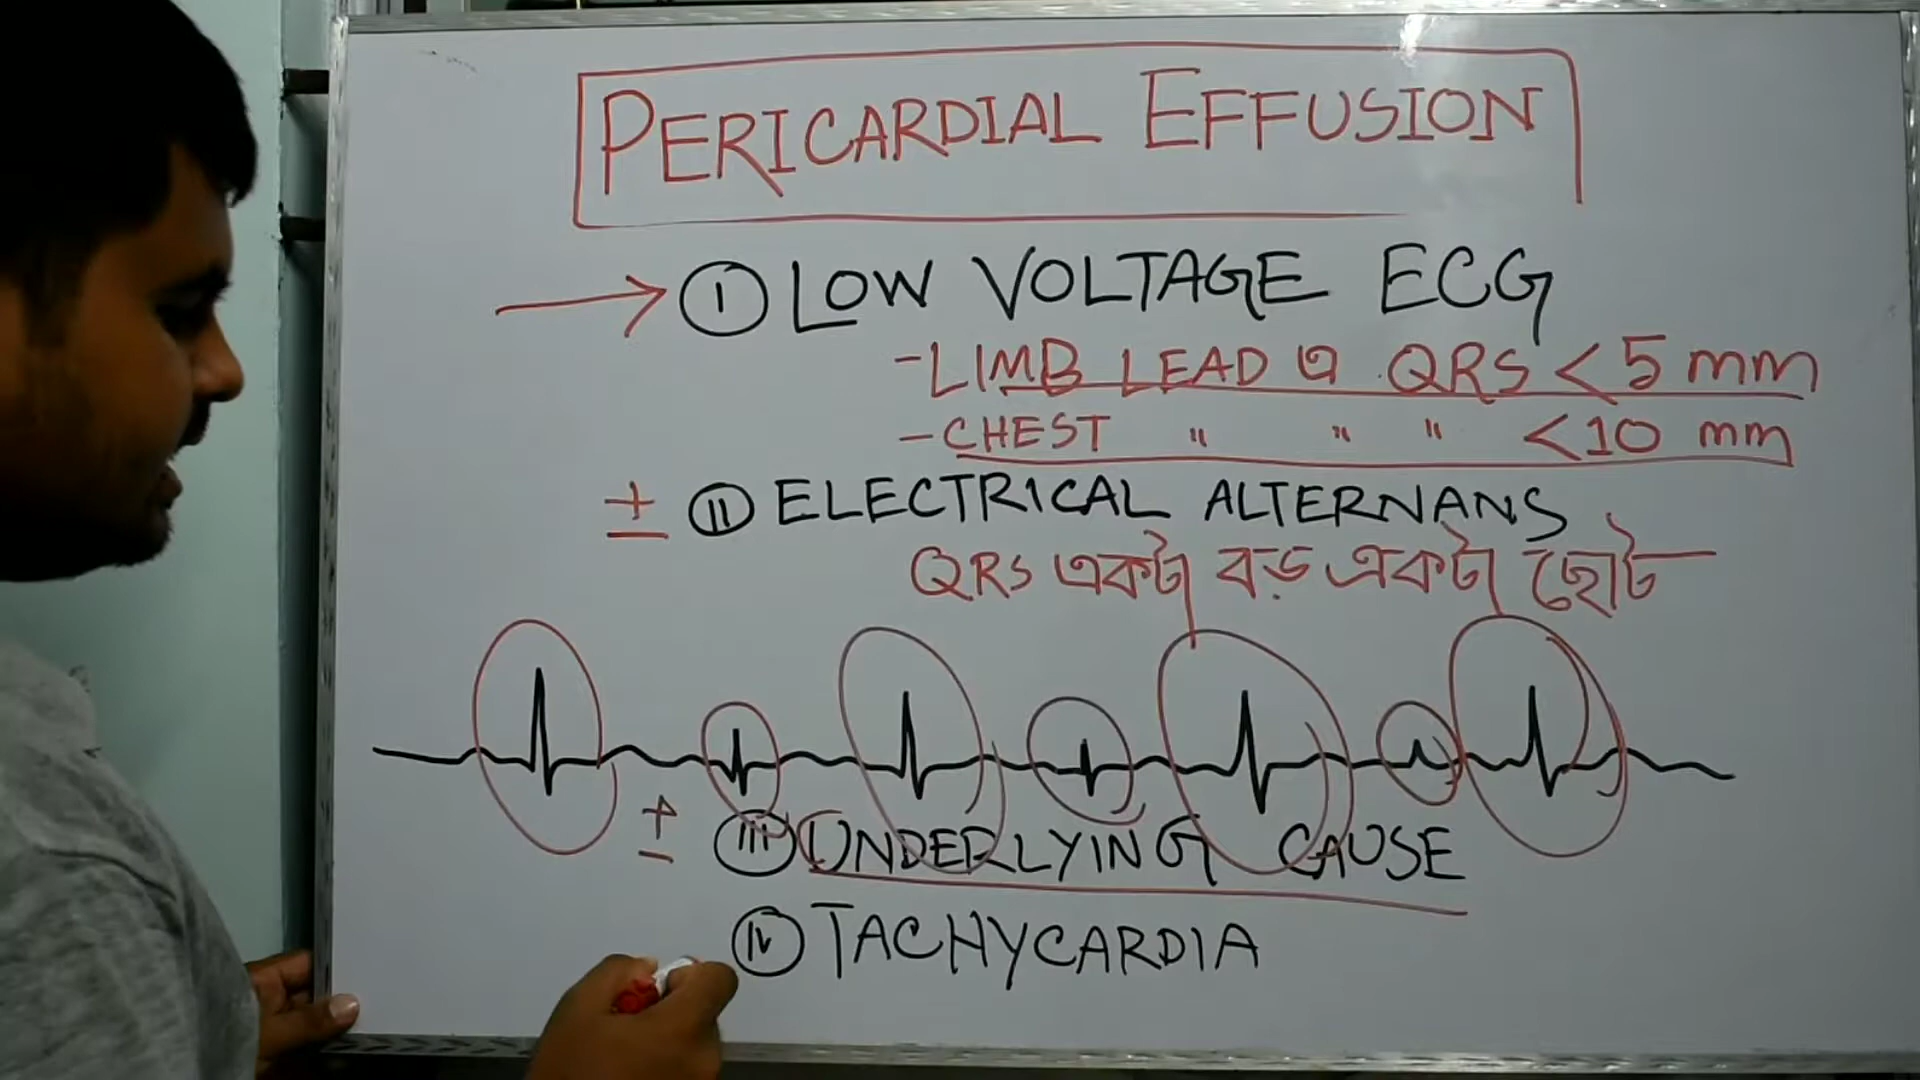 PERICARDIAL EFFUSION
→ (I) LOW VOLTAGE ECG
- LIMB LEAD এ QRS < 5 mm
- CHEST " " " < 10 mm
± (II) ELECTRICAL ALTERNANS
QRS একটা বড় একটা ছোট
± (III) UNDERLYING CAUSE
(IV) TACHYCARDIA